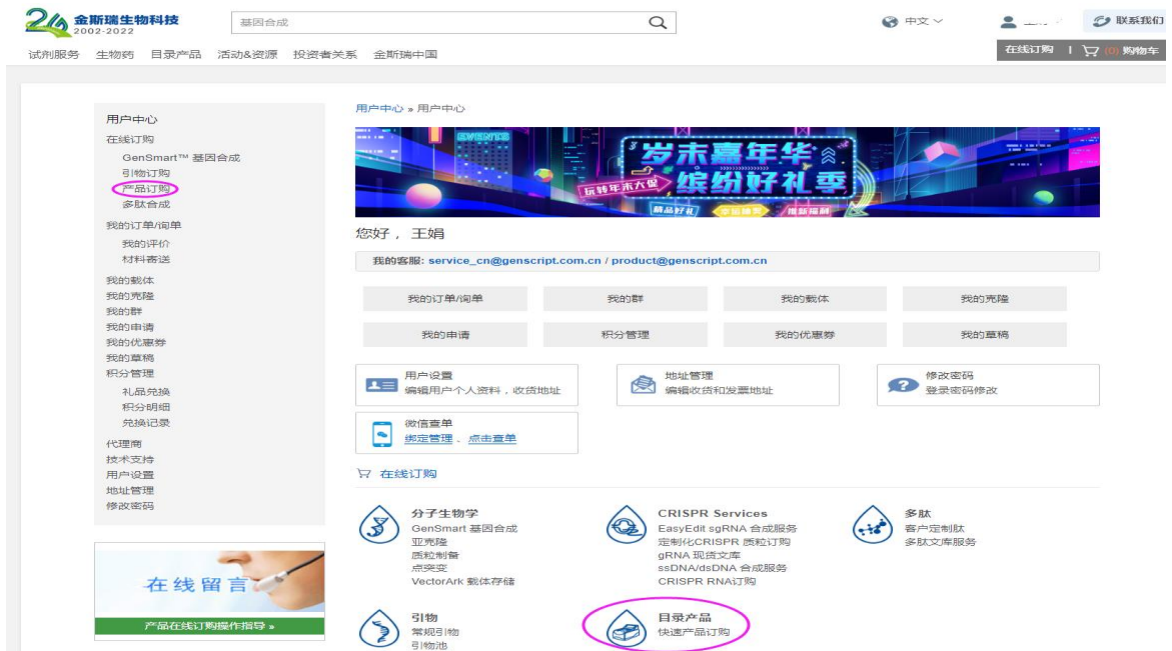 金斯瑞生物科技
2002-2022
基因合成
中文
联系我们
试剂服务 生物药 目录产品 活动&资源 投资者关系 金斯瑞中国
在线订购 | (0) 购物车
用户中心
在线订购
GenSmart™ 基因合成
引物订购
产品订购
多肽合成
我的订单/询单
我的评价
材料寄送
我的载体
我的克隆
我的群
我的申请
我的优惠券
我的草稿
积分管理
礼品兑换
积分明细
兑换记录
代理商
技术支持
用户设置
地址管理
修改密码
在线留言
产品在线订购操作指导 »
用户中心 » 用户中心
EVENTS
岁末嘉年华
玩转年末大促 缤纷好礼季
您好，王娟
我的客服: service_cn@genscript.com.cn / product@genscript.com.cn
我的订单/询单 我的群 我的载体 我的克隆
我的申请 积分管理 我的优惠券 我的草稿
用户设置
编辑用户个人资料，收货地址
地址管理
编辑收货和发票地址
修改密码
登录密码修改
微信查单
绑定管理 、 点击查单
在线订购
分子生物学
GenSmart 基因合成
亚克隆
质粒制备
点突变
VectorArk 载体存储
CRISPR Services
EasyEdit sgRNA 合成服务
定制化CRISPR 质粒订购
gRNA 现货文库
ssDNA/dsDNA 合成服务
CRISPR RNA订购
多肽
客户定制肽
多肽文库服务
引物
常规引物
引物池
目录产品
快速产品订购